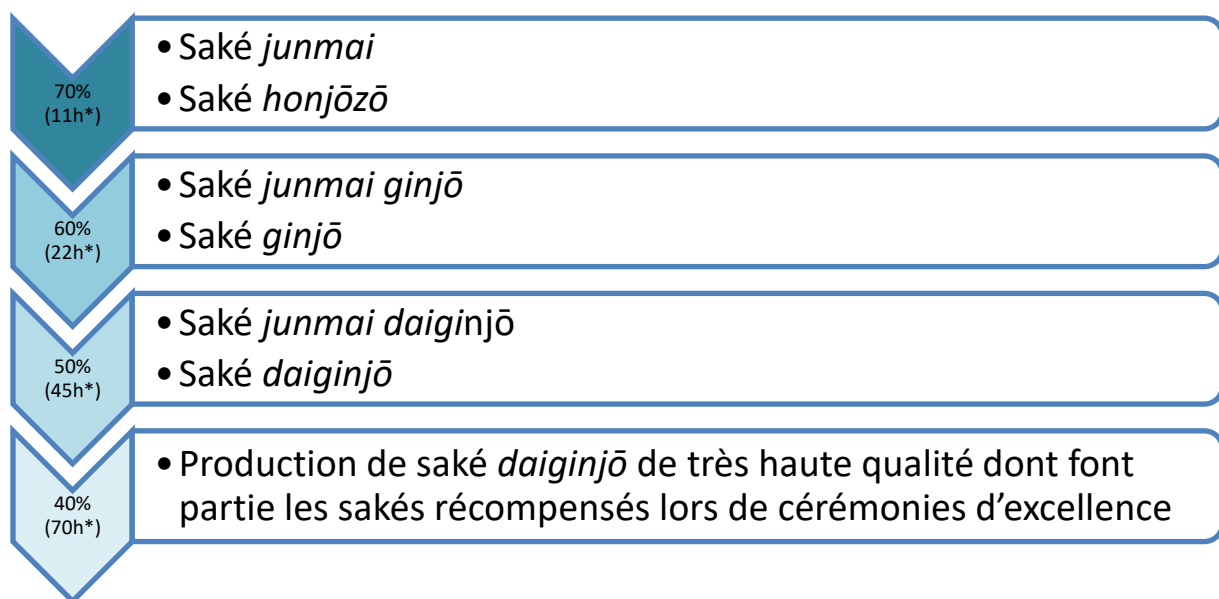 70%
(11h*)
• Saké junmai
• Saké honjōzō
60%
(22h*)
• Saké junmai ginjō
• Saké ginjō
50%
(45h*)
• Saké junmai daiginjō
• Saké daiginjō
40%
(70h*)
• Production de saké daiginjō de très haute qualité dont font
partie les sakés récompensés lors de cérémonies d’excellence